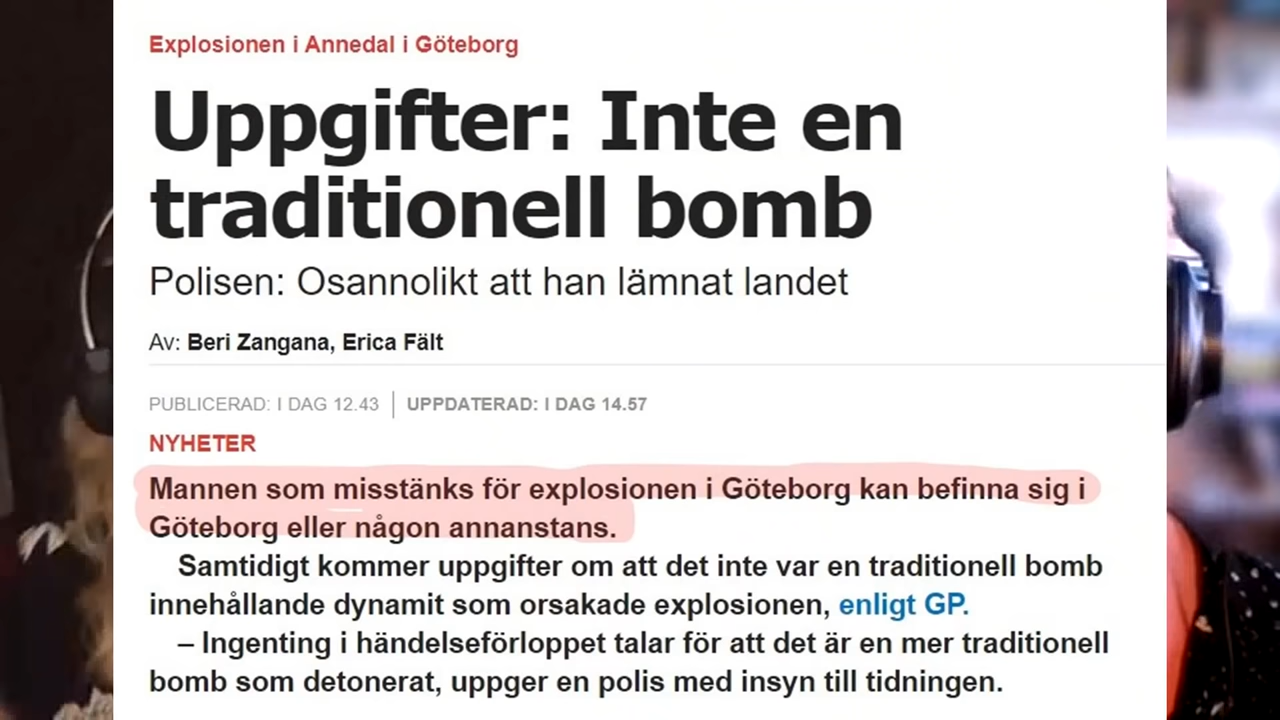 Explosionen i Annedal i Göteborg
Uppgifter: Inte en
traditionell bomb
Polisen: Osannolikt att han lämnat landet
Av: Beri Zangana, Erica Fält
PUBLICERAD: I DAG 12.43 | UPPDATERAD: I DAG 14.57
NYHETER
Mannen som misstänks för explosionen i Göteborg kan befinna sig i
Göteborg eller någon annanstans.
Samtidigt kommer uppgifter om att det inte var en traditionell bomb
innehållande dynamit som orsakade explosionen, enligt GP.
– Ingenting i händelseförloppet talar för att det är en mer traditionell
bomb som detonerat, uppger en polis med insyn till tidningen.